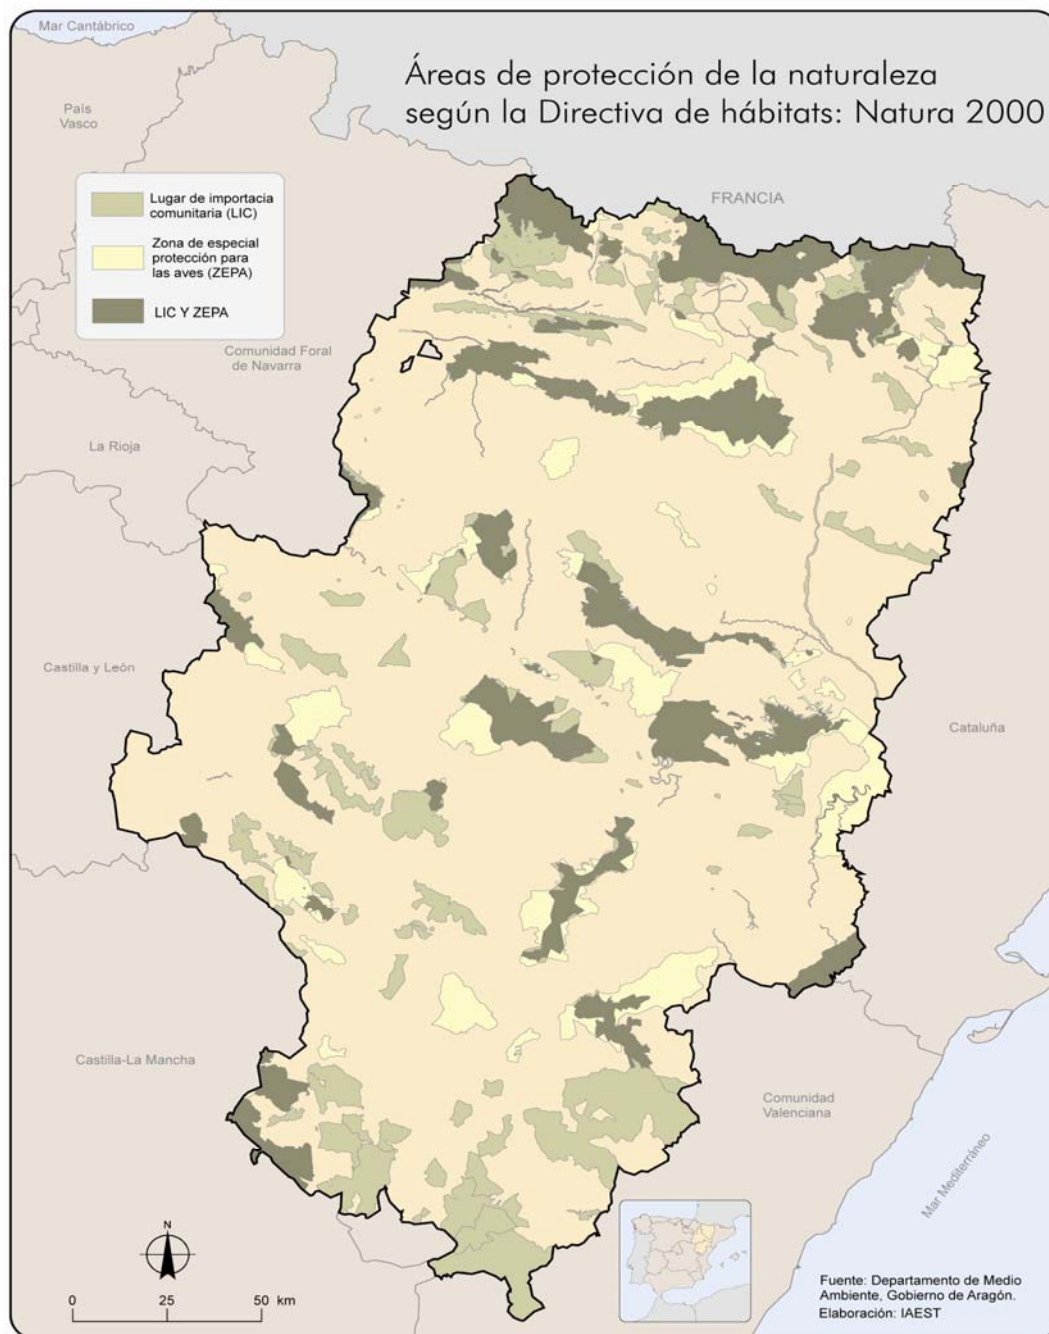 Mar Cantábrico
Áreas de protección de la naturaleza
según la Directiva de hábitats: Natura 2000
País
Vasco
FRANCIA
Lugar de importacia
comunitaria (LIC)
Zona de especial
protección para
las aves (ZEPA)
LIC Y ZEPA
Comunidad Foral
de Navarra
La Rioja
Castilla y León
Cataluña
Castilla-La Mancha
Comunidad
Valenciana
Mar Mediterráneo
N
0 25 50 km
Fuente: Departamento de Medio
Ambiente, Gobierno de Aragón.
Elaboración: IAEST